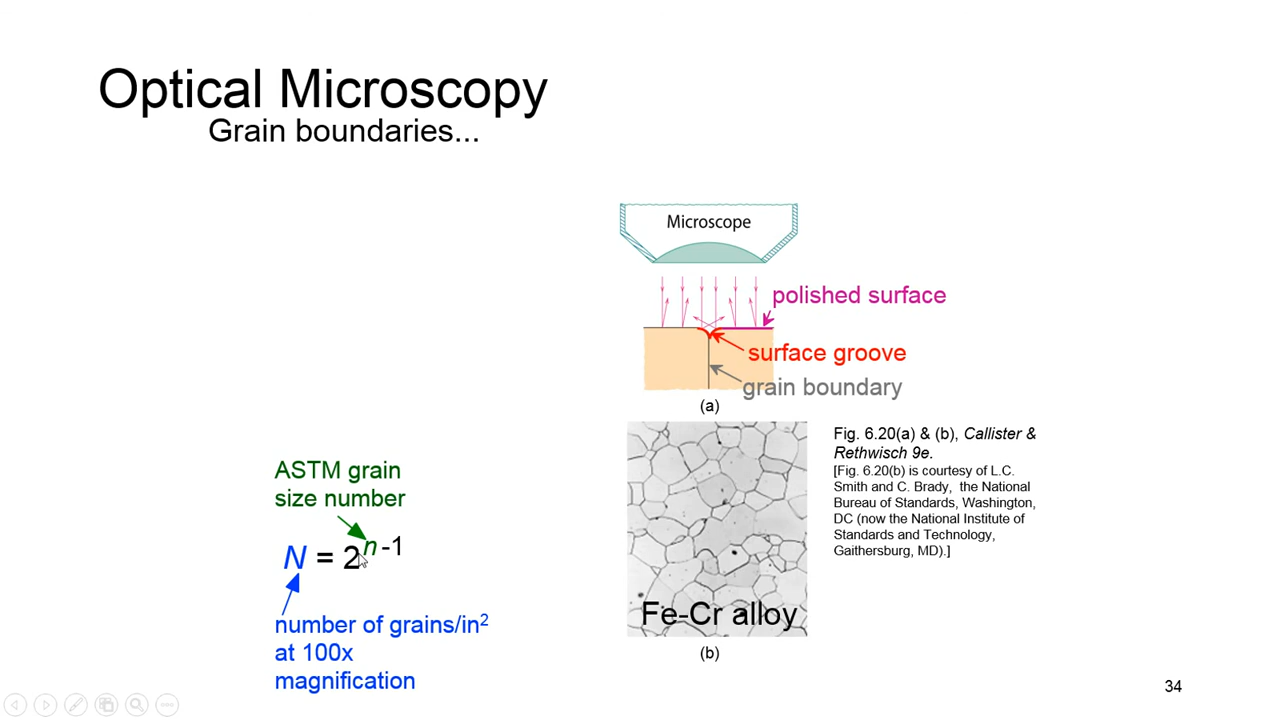 Optical Microscopy
Grain boundaries...
Microscope
polished surface
surface groove
grain boundary
(a)
Fe-Cr alloy
(b)
Fig. 6.20(a) & (b), Callister &
Rethwisch 9e.
[Fig. 6.20(b) is courtesy of L.C.
Smith and C. Brady, the National
Bureau of Standards, Washington,
DC (now the National Institute of
Standards and Technology,
Gaithersburg, MD).]
ASTM grain
size number
N = 2^n-1
number of grains/in²
at 100x
magnification
34